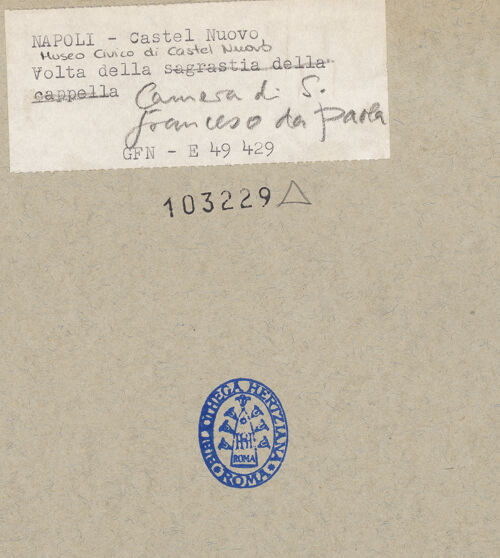 NAPOLI - Castel Nuovo
Museo Civico di Castel Nuovo
Volta della sagrastia della
cappella Camera di S.
Francesco da Paola
GFN - E 49 429
103229
BIBLIOTHECA HERTZIANA
ROMA
ROMA